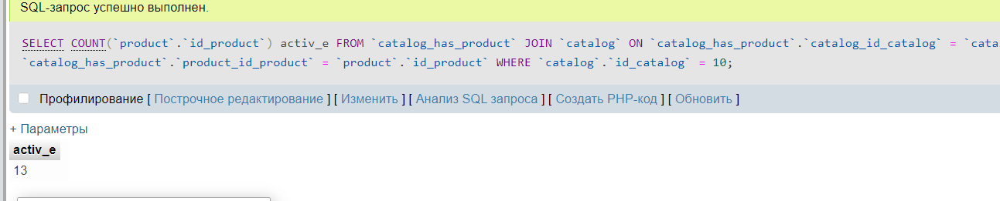 SQL-запрос успешно выполнен.
SELECT COUNT(`product`.`id_product`) activ_e FROM `catalog_has_product` JOIN `catalog` ON `catalog_has_product`.`catalog_id_catalog` = `cata
`catalog_has_product`.`product_id_product` = `product`.`id_product` WHERE `catalog`.`id_catalog` = 10;
Профилирование [ Построчное редактирование ] [ Изменить ] [ Анализ SQL запроса ] [ Создать PHP-код ] [ Обновить ]
+ Параметры
activ_e
13